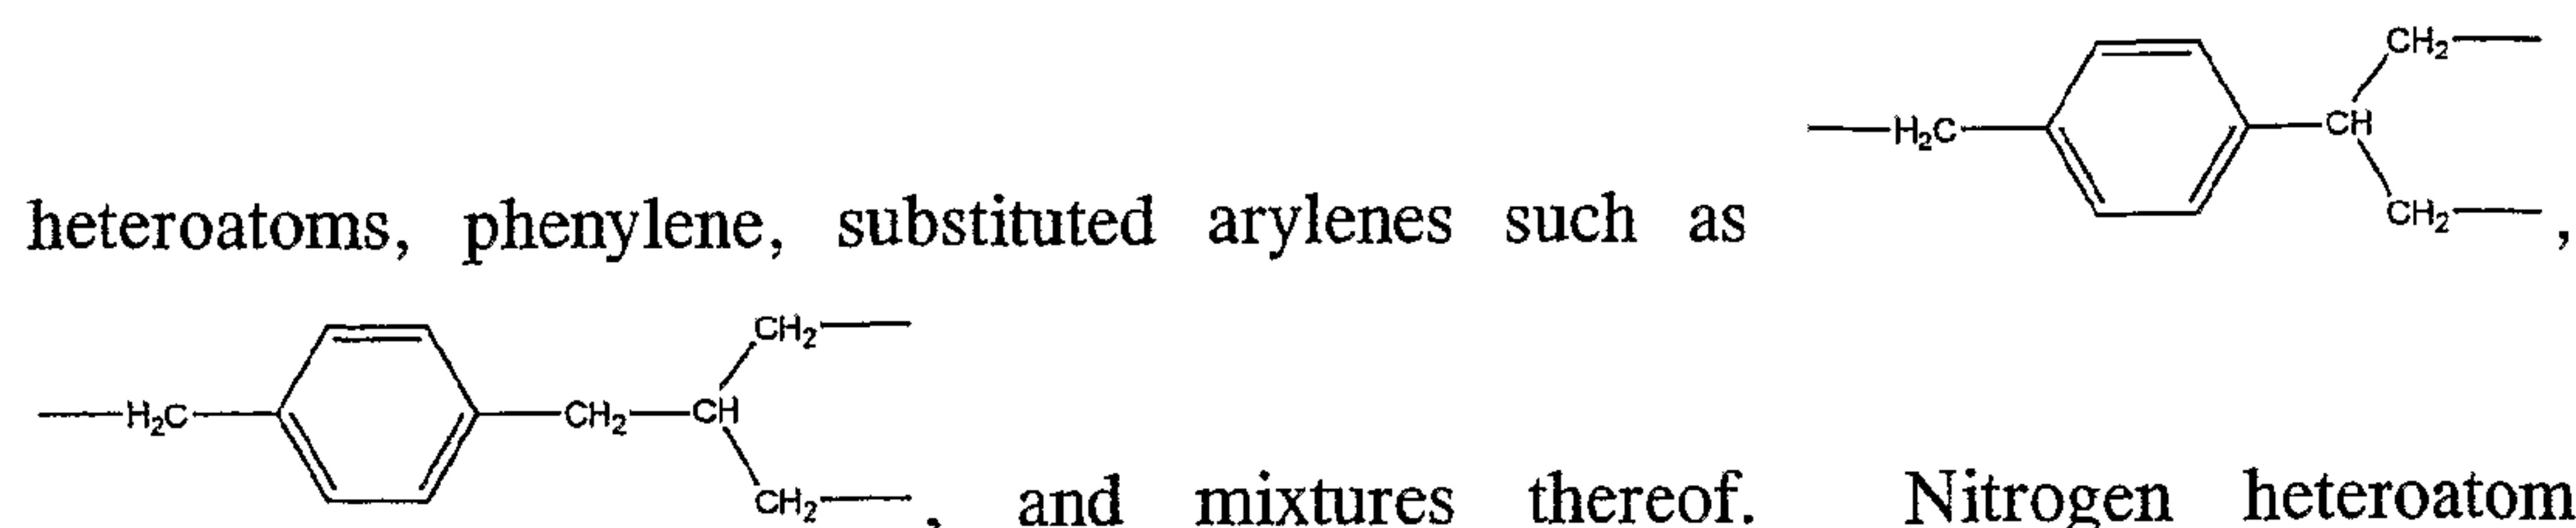 CH₂
H₂C CH
heteroatoms, phenylene, substituted arylenes such as CH₂ ,
CH₂
H₂C CH₂ CH
CH₂ , and mixtures thereof. Nitrogen heteroatom